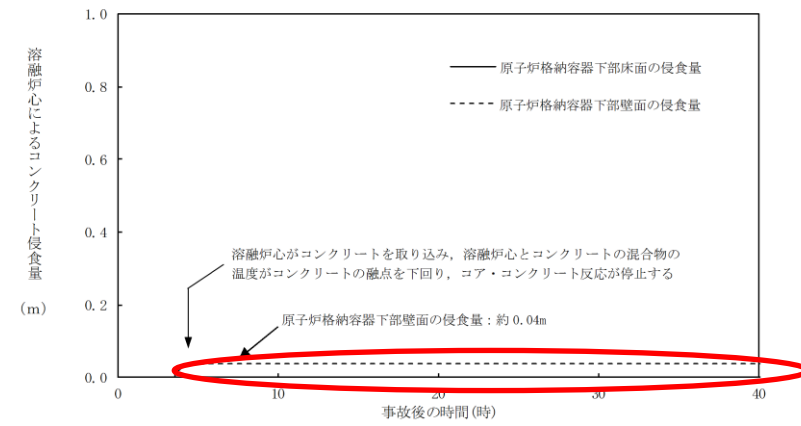 溶融炉心によるコンクリート侵食量
(m)
1.0
0.8
0.6
0.4
0.2
0.0
原子炉格納容器下部床面の侵食量
原子炉格納容器下部壁面の侵食量
溶融炉心がコンクリートを取り込み，溶融炉心とコンクリートの混合物の
温度がコンクリートの融点を下回り，コア・コンクリート反応が停止する
原子炉格納容器下部壁面の侵食量：約 0.04m
0
10
20
30
40
事故後の時間(時)